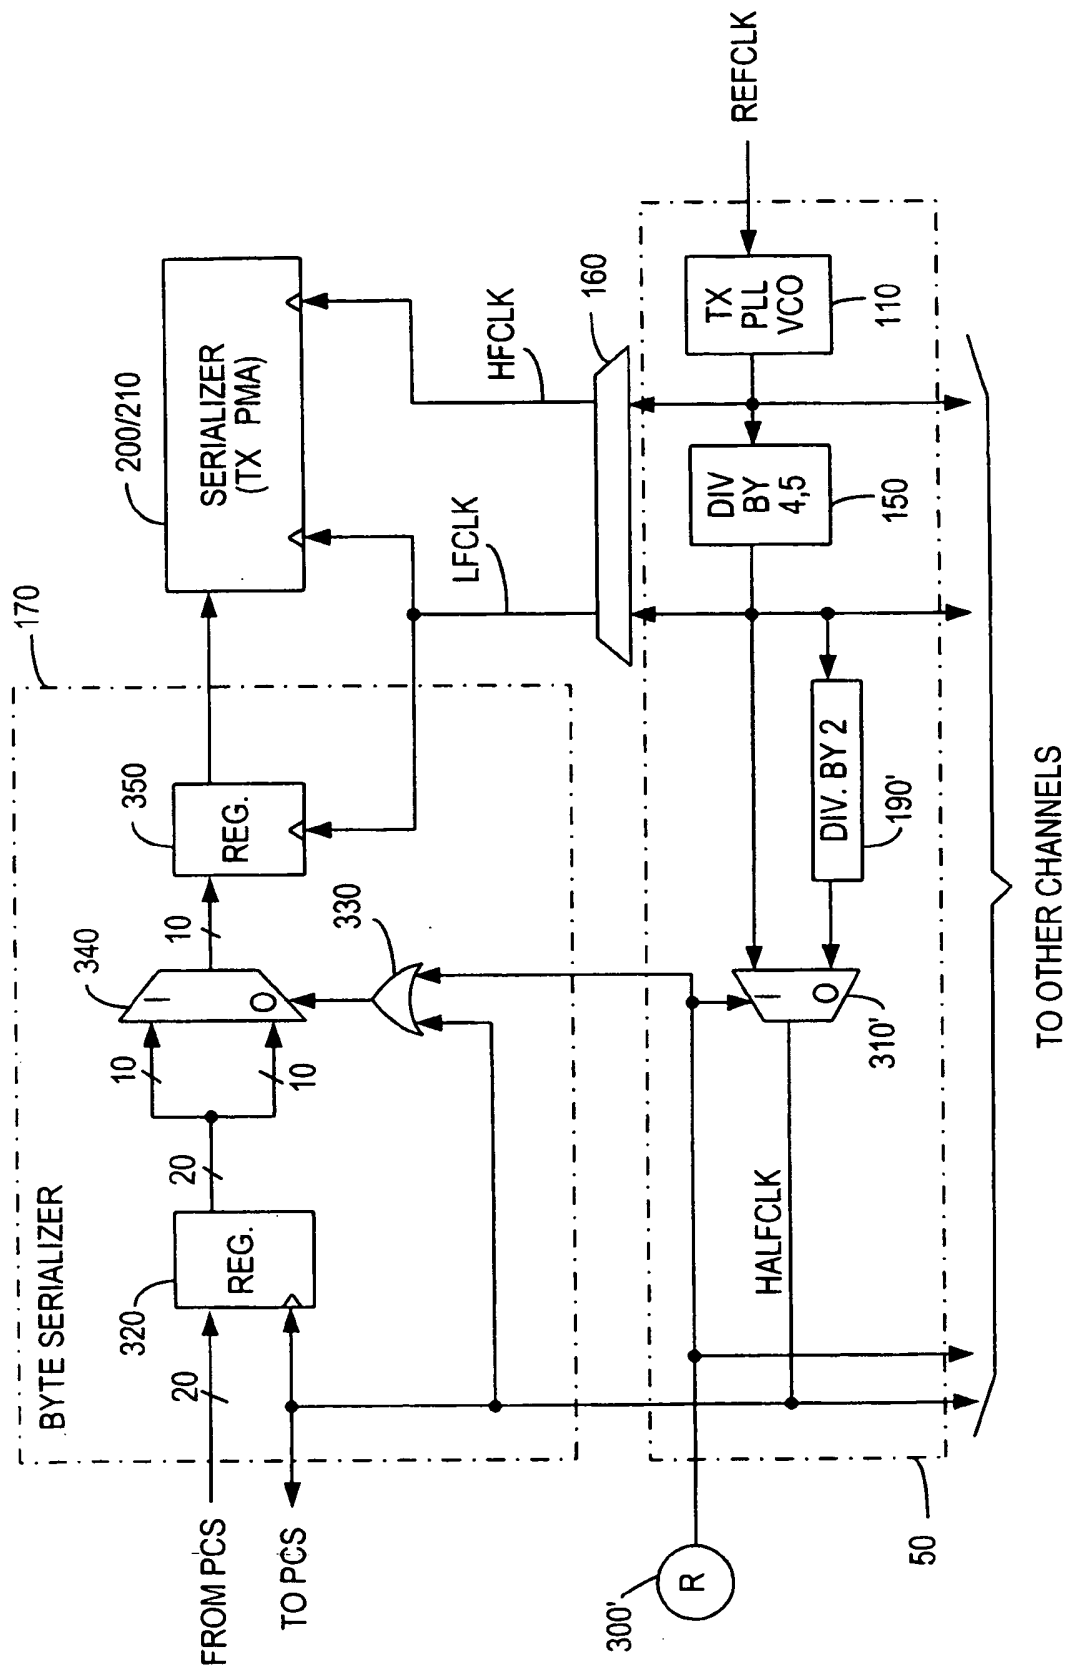 BYTE SERIALIZER
170
FROM PCS
20
TO PCS
320
REG.
20
10
10
340
I
O
10
330
350
REG.
200/210
SERIALIZER
(TX PMA)
LFCLK
HFCLK
160
300'
R
50
HALFCLK
310'
I
O
DIV. BY 2
190'
DIV
BY
4,5
150
TX
PLL
VCO
110
REFCLK
TO OTHER CHANNELS